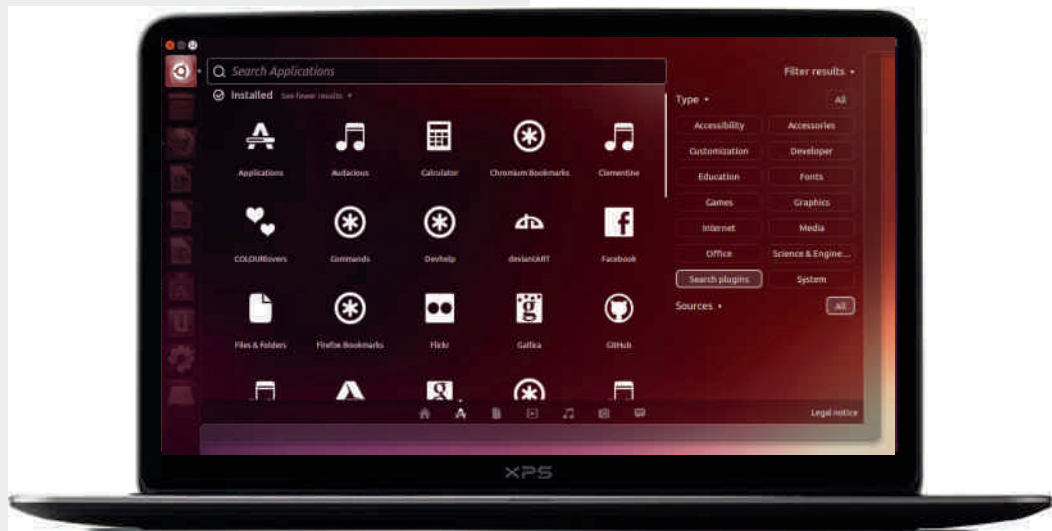 Search Applications
Filter results
Installed See fewer results
Type All
Accessibility Accessories
Customization Developer
Education Fonts
Games Graphics
Internet Media
Office Science & Engine...
Search plugins System
Sources All
Applications Audacious Calculator Chromium Bookmarks Clementine
COLOURlovers Commands Devhelp deviantART Facebook
Files & Folders Firefox Bookmarks Flickr Gallica GitHub
Legal notice
XPS